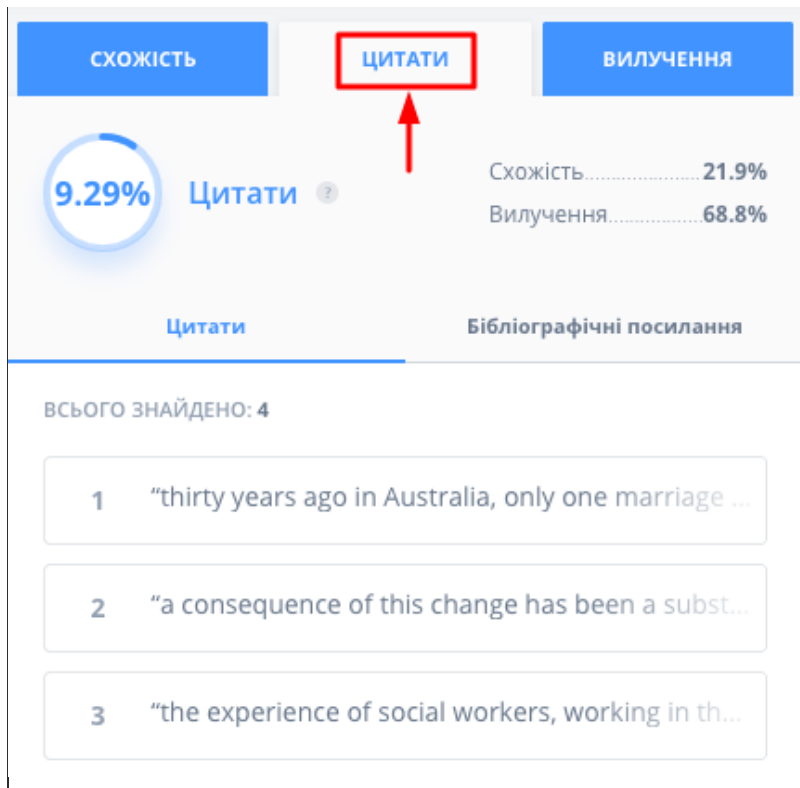 СХОЖІСТЬ ЦИТАТИ ВИЛУЧЕННЯ
9.29% Цитати ?
Схожість....................21.9%
Вилучення................68.8%
Цитати Бібліографічні посилання
ВСЬОГО ЗНАЙДЕНО: 4
1 “thirty years ago in Australia, only one marriage ...
2 “a consequence of this change has been a subst...
3 “the experience of social workers, working in th...